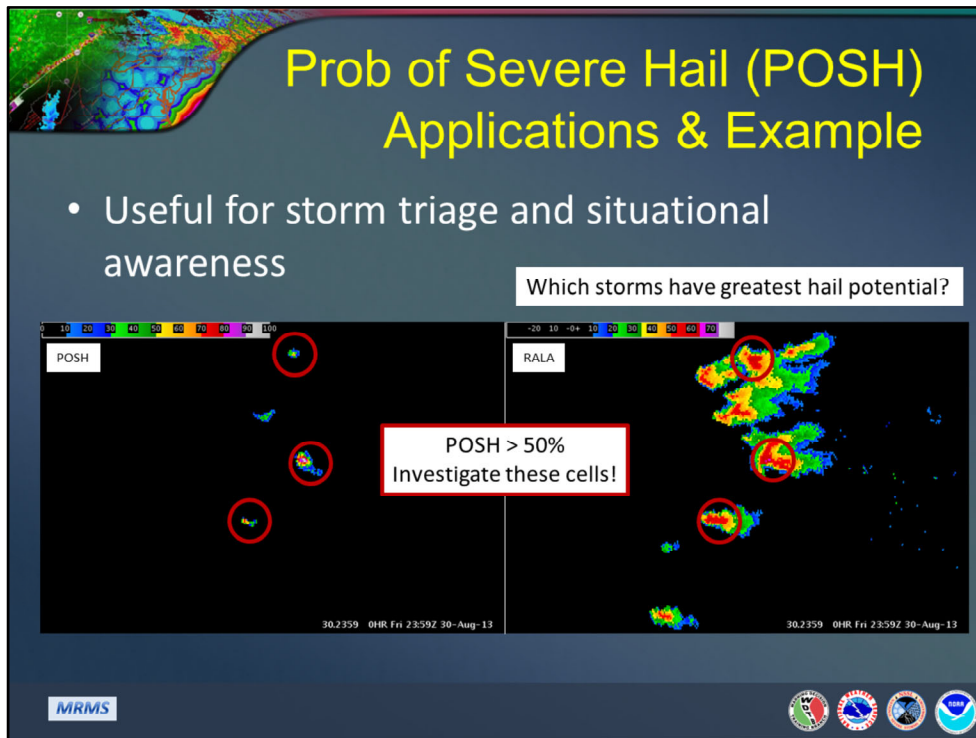 Prob of Severe Hail (POSH)
Applications & Example
• Useful for storm triage and situational
awareness
Which storms have greatest hail potential?
0 10 20 30 40 50 60 70 80 90 100
POSH
-20 10 -0+ 10 20 30 40 50 60 70
RALA
POSH > 50%
Investigate these cells!
30.2359 0HR Fri 23:59Z 30-Aug-13
30.2359 0HR Fri 23:59Z 30-Aug-13
MRMS
NOAA